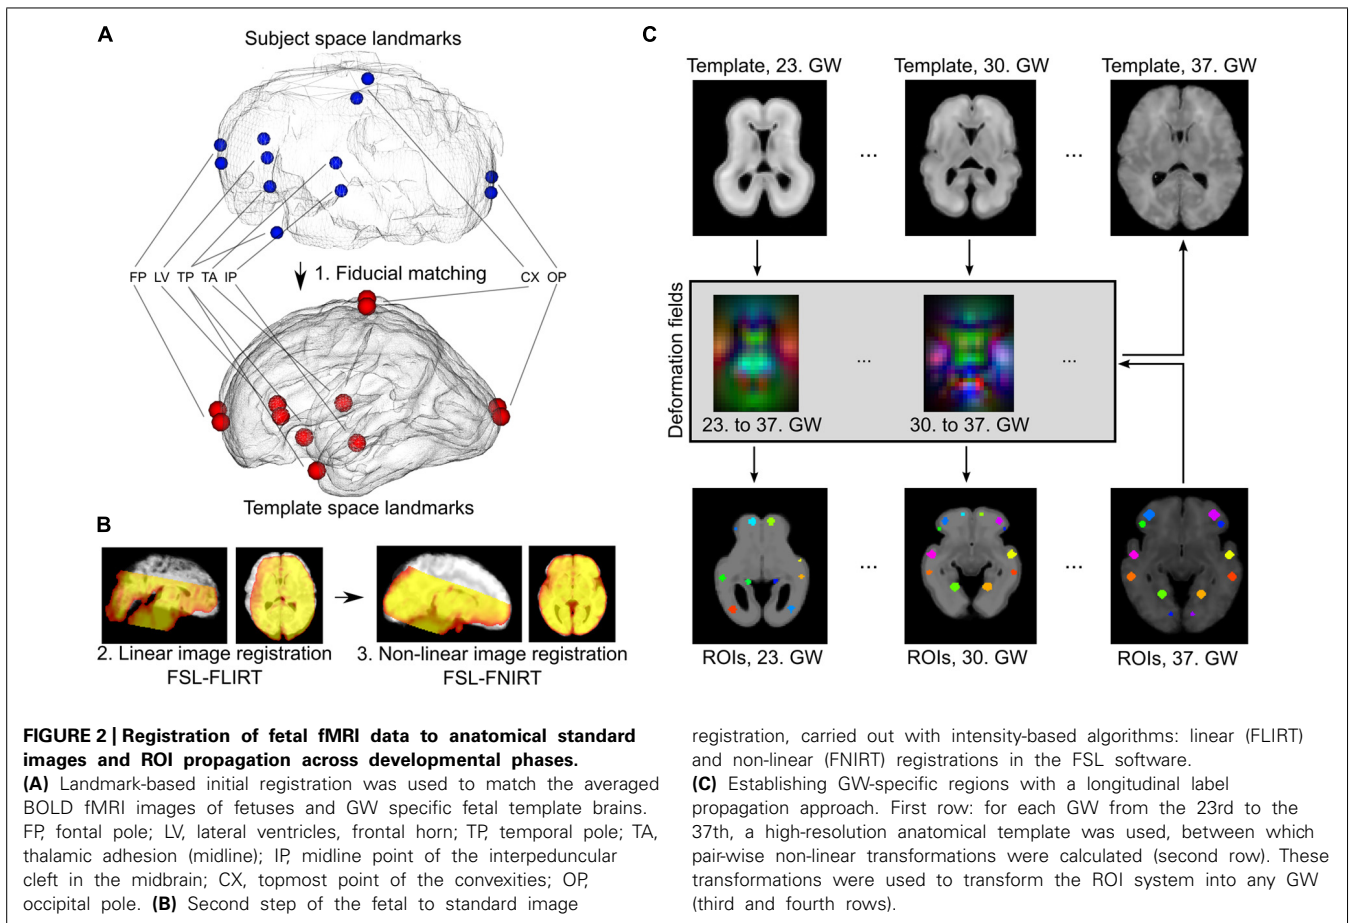 A
Subject space landmarks
FP LV TP TA IP
CX OP
1. Fiducial matching
Template space landmarks
B
2. Linear image registration
FSL-FLIRT
3. Non-linear image registration
FSL-FNIRT
C
Template, 23. GW
Template, 30. GW
Template, 37. GW
...
...
Deformation fields
...
...
23. to 37. GW
30. to 37. GW
...
...
ROIs, 23. GW
ROIs, 30. GW
ROIs, 37. GW
FIGURE 2 | Registration of fetal fMRI data to anatomical standard
images and ROI propagation across developmental phases.
(A) Landmark-based initial registration was used to match the averaged
BOLD fMRI images of fetuses and GW specific fetal template brains.
FP, fontal pole; LV, lateral ventricles, frontal horn; TP, temporal pole; TA,
thalamic adhesion (midline); IP, midline point of the interpeduncular
cleft in the midbrain; CX, topmost point of the convexities; OP,
occipital pole. (B) Second step of the fetal to standard image
registration, carried out with intensity-based algorithms: linear (FLIRT)
and non-linear (FNIRT) registrations in the FSL software.
(C) Establishing GW-specific regions with a longitudinal label
propagation approach. First row: for each GW from the 23rd to the
37th, a high-resolution anatomical template was used, between which
pair-wise non-linear transformations were calculated (second row). These
transformations were used to transform the ROI system into any GW
(third and fourth rows).